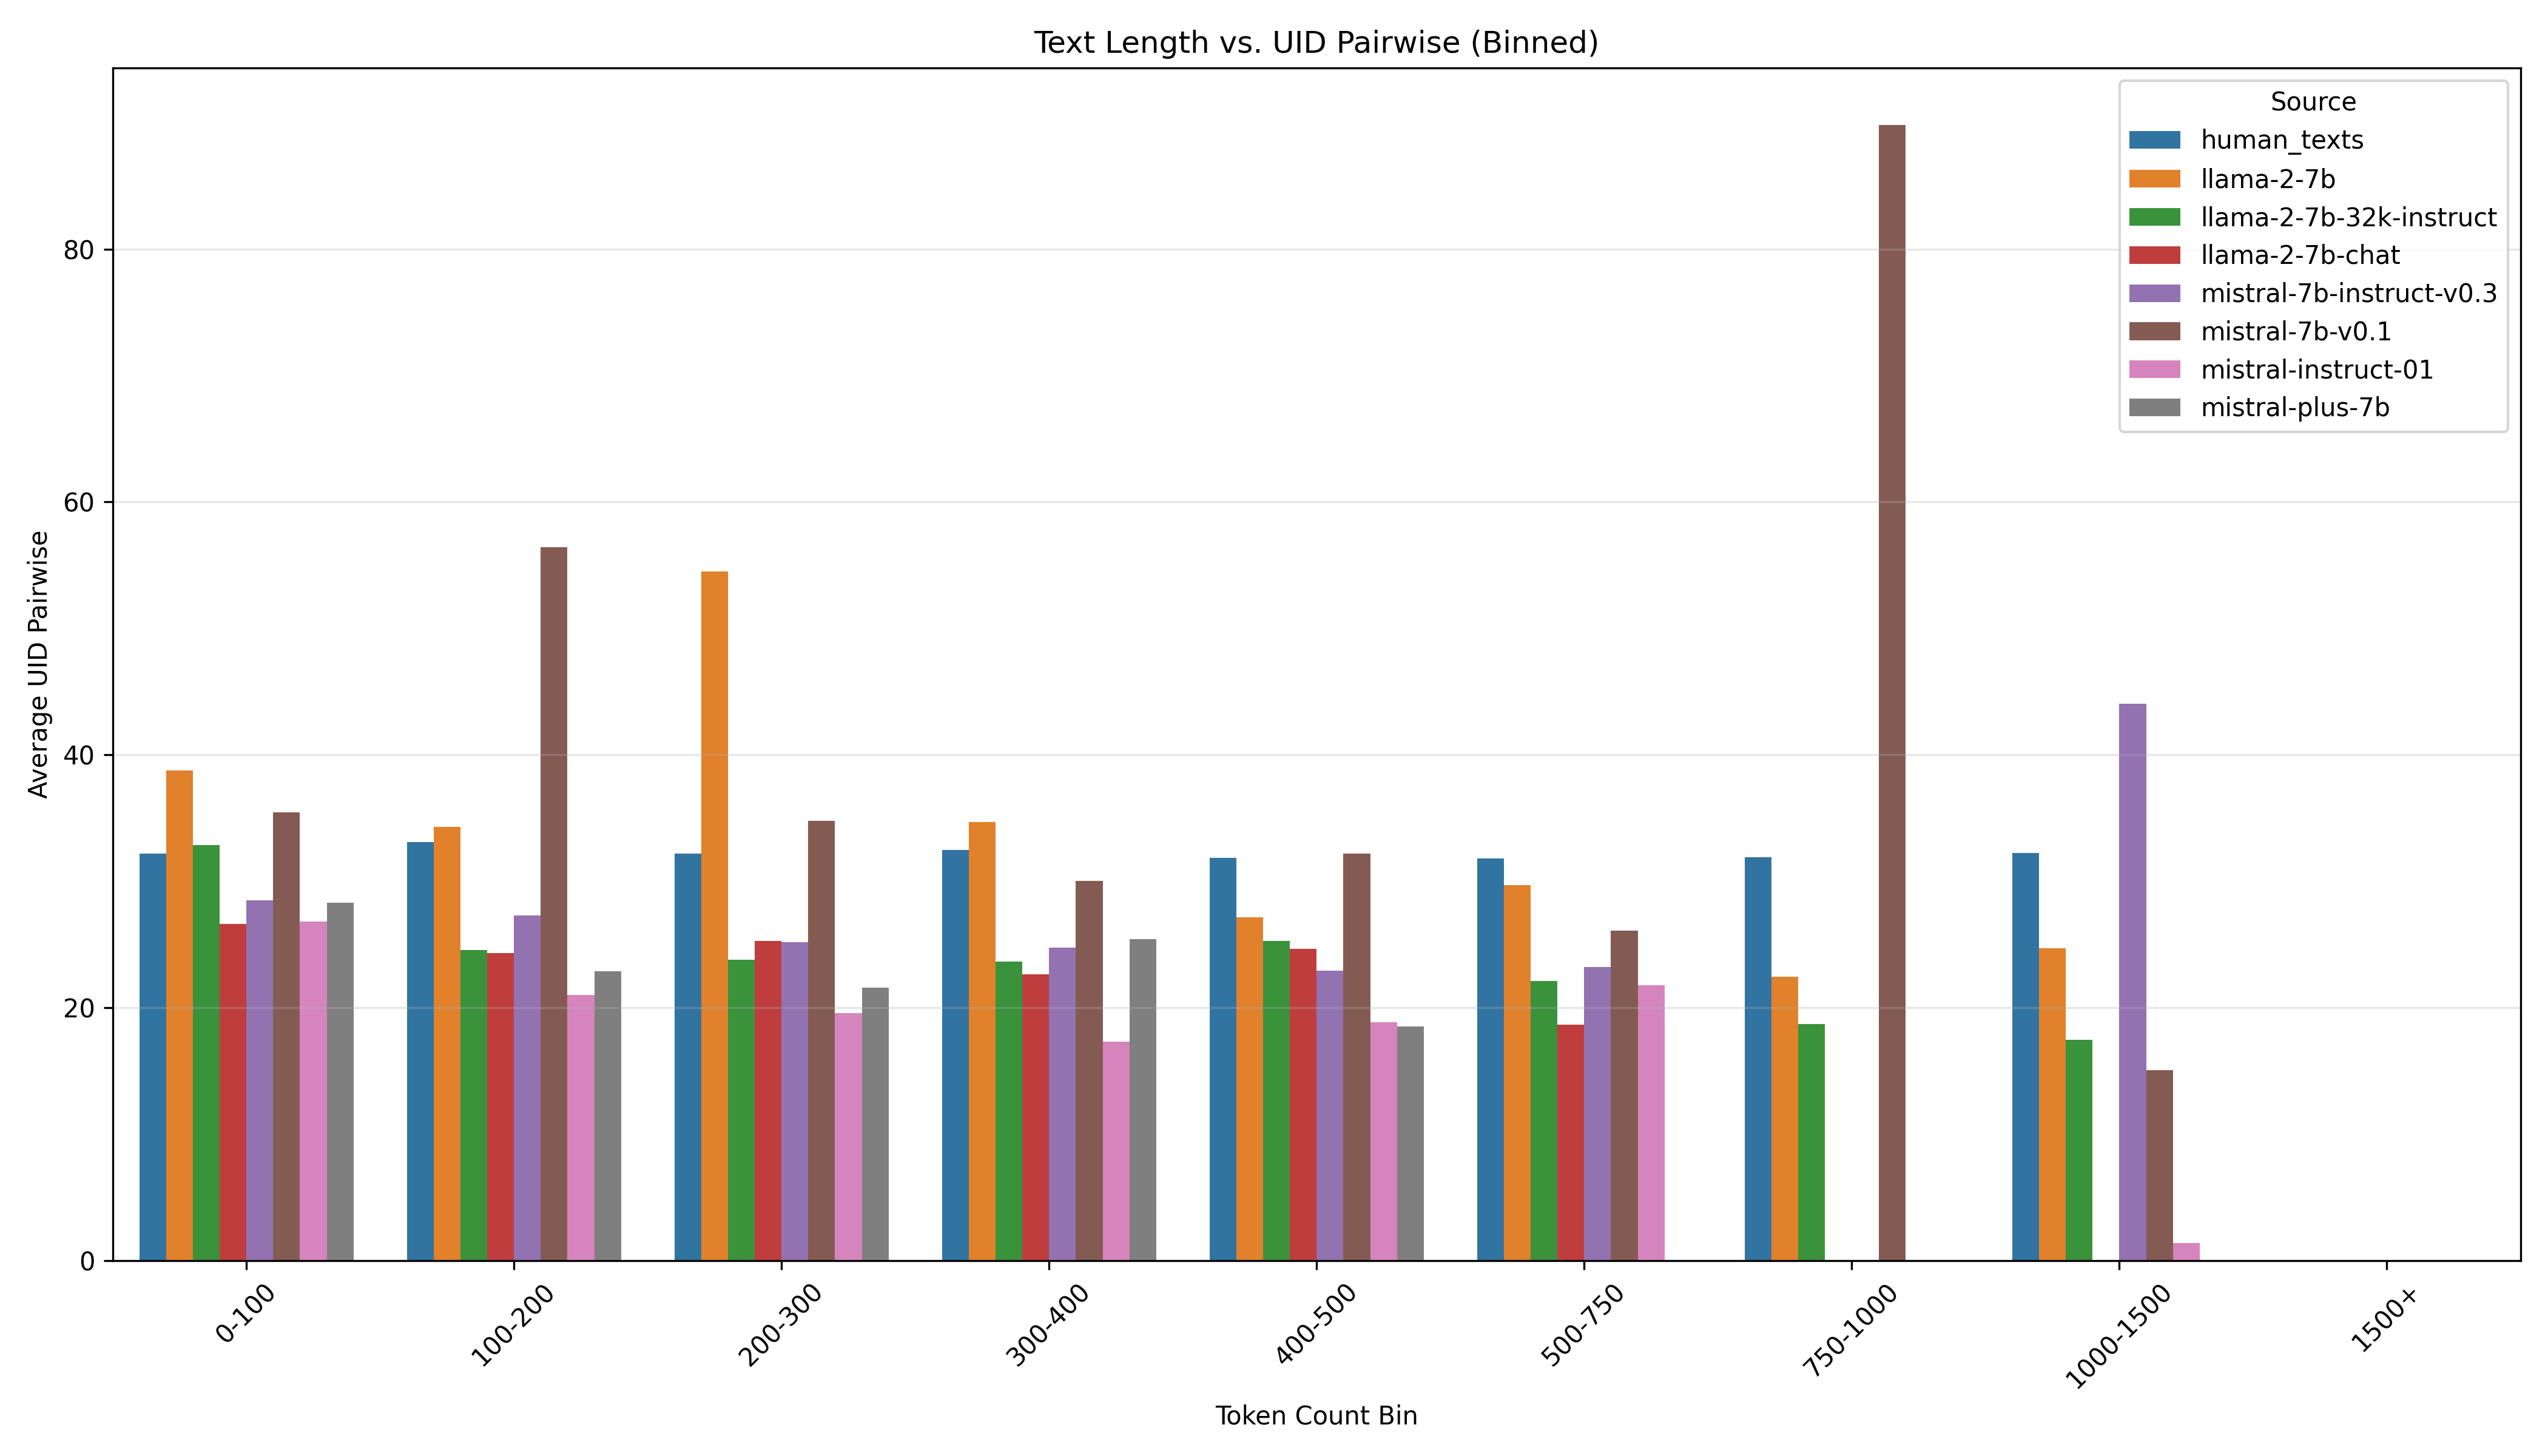 Text Length vs. UID Pairwise (Binned)
Source
human_texts
llama-2-7b
llama-2-7b-32k-instruct
llama-2-7b-chat
mistral-7b-instruct-v0.3
mistral-7b-v0.1
mistral-instruct-01
mistral-plus-7b
Average UID Pairwise
80
60
40
20
0
0-100
100-200
200-300
300-400
400-500
500-750
750-1000
1000-1500
1500+
Token Count Bin